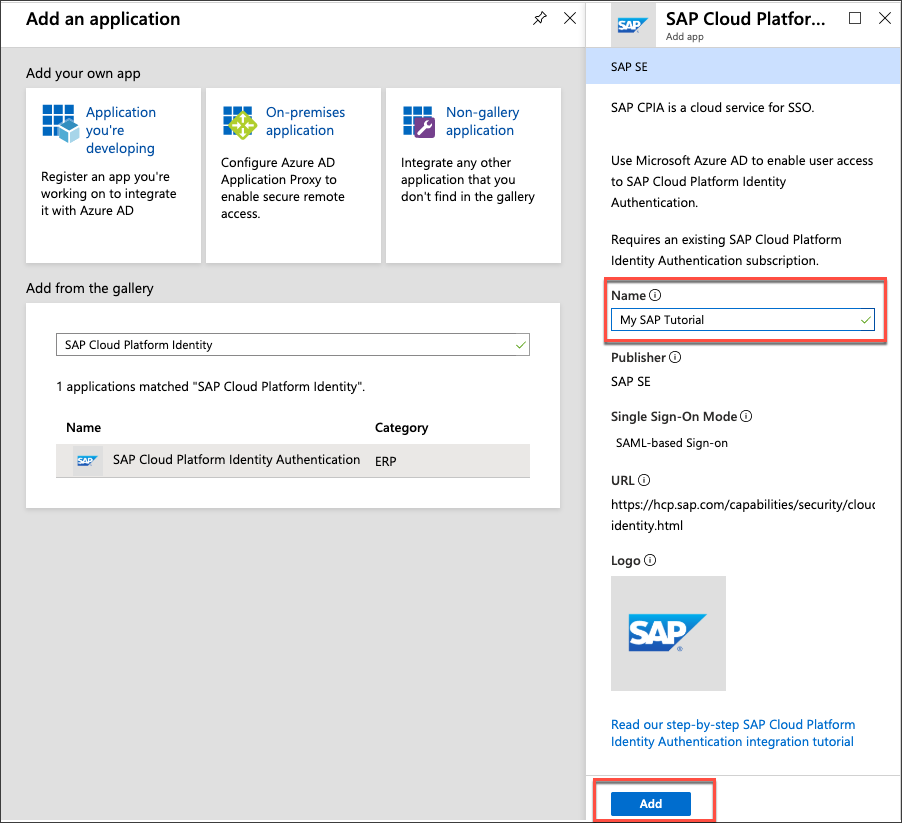 Add an application
Add your own app
Application
you're
developing
Register an app you're
working on to integrate
it with Azure AD
On-premises
application
Configure Azure AD
Application Proxy to
enable secure remote
access.
Non-gallery
application
Integrate any other
application that you
don't find in the gallery
Add from the gallery
SAP Cloud Platform Identity
1 applications matched "SAP Cloud Platform Identity".
Name Category
SAP SAP Cloud Platform Identity Authentication ERP
SAP SAP Cloud Platfor...
Add app
SAP SE
SAP CPIA is a cloud service for SSO.
Use Microsoft Azure AD to enable user access
to SAP Cloud Platform Identity
Authentication.
Requires an existing SAP Cloud Platform
Identity Authentication subscription.
Name
My SAP Tutorial
Publisher
SAP SE
Single Sign-On Mode
SAML-based Sign-on
URL
https://hcp.sap.com/capabilities/security/cloud
identity.html
Logo
SAP®
Read our step-by-step SAP Cloud Platform
Identity Authentication integration tutorial
Add